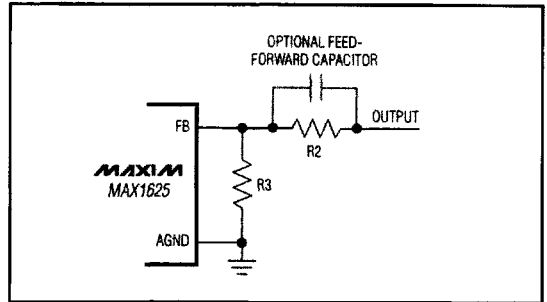 OPTIONAL FEED-
FORWARD CAPACITOR
FB
OUTPUT
R2
MAXIM
MAX1625
R3
AGND